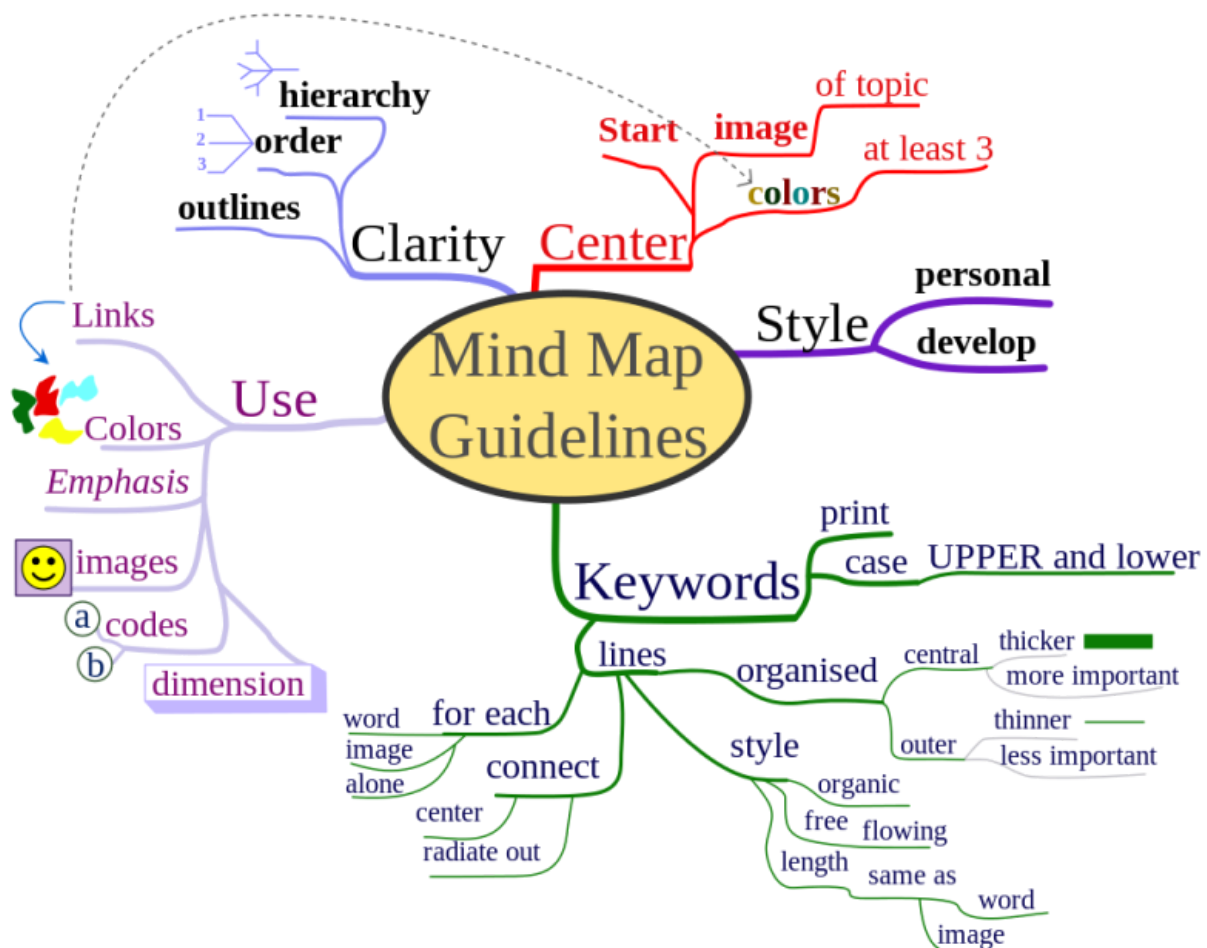 Mind Map
Guidelines
Clarity
hierarchy
order
1
2
3
outlines
Center
Start
image
of topic
colors
at least 3
Style
personal
develop
Keywords
print
case
UPPER and lower
lines
organised
central
thicker
more important
outer
thinner
less important
style
organic
free
flowing
length
same as
word
image
connect
center
radiate out
for each
word
image
alone
Use
Links
Colors
Emphasis
images
codes
a
b
dimension